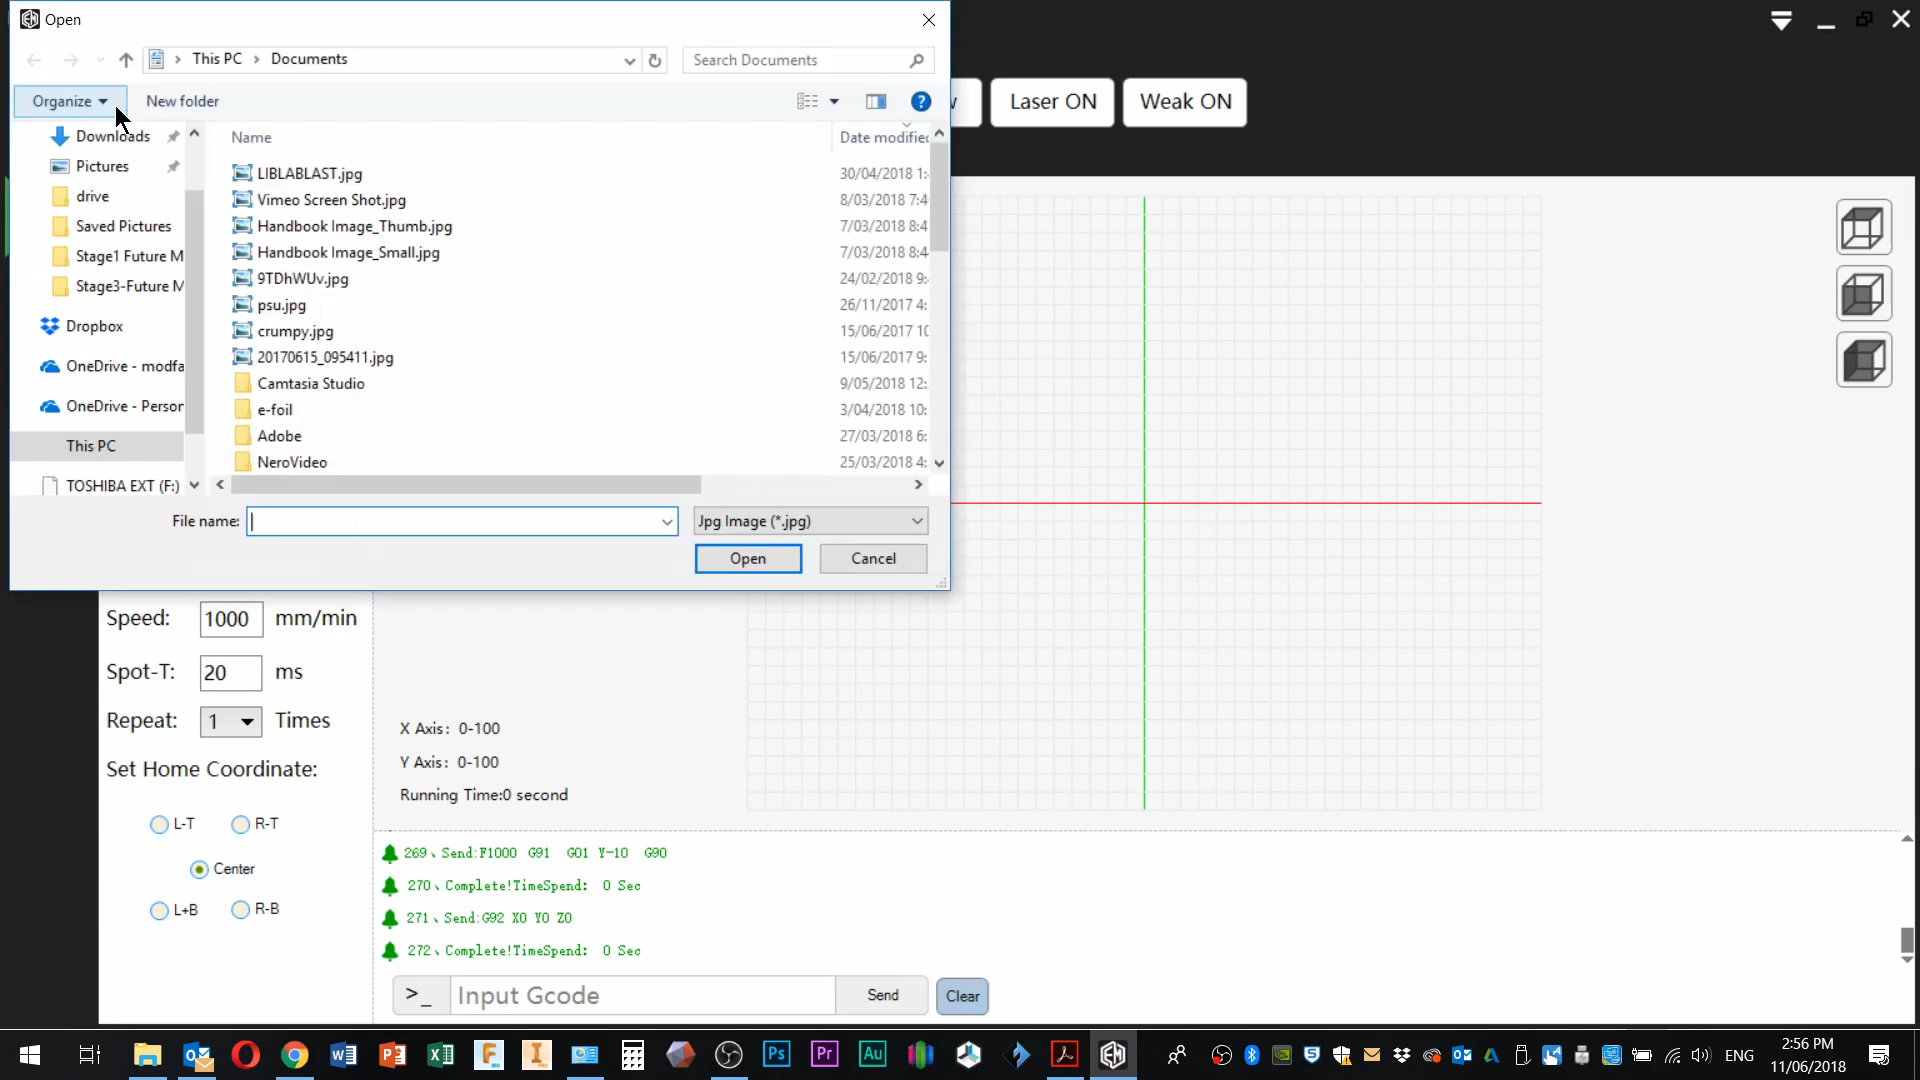 Open
This PC > Documents
Search Documents
Organize
New folder
Laser ON
Weak ON
Downloads
Pictures
drive
Saved Pictures
Stage1 Future M
Stage3-Future M
Dropbox
OneDrive - modfa
OneDrive - Person
This PC
TOSHIBA EXT (F:)
Name
Date modified
LIBLABLAST.jpg 30/04/2018 1:
Vimeo Screen Shot.jpg 8/03/2018 7:4
Handbook Image_Thumb.jpg 7/03/2018 8:4
Handbook Image_Small.jpg 7/03/2018 8:4
9TDhWUv.jpg 24/02/2018 9:
psu.jpg 26/11/2017 4:
crumpy.jpg 15/06/2017 10
20170615_095411.jpg 15/06/2017 9:
Camtasia Studio 9/05/2018 12:
e-foil 3/04/2018 10:
Adobe 27/03/2018 6:
NeroVideo 25/03/2018 4:
File name:
Jpg Image (*.jpg)
Open
Cancel
Speed: 1000 mm/min
Spot-T: 20 ms
Repeat: 1 Times
Set Home Coordinate:
L-T R-T
Center
L+B R-B
X Axis: 0-100
Y Axis: 0-100
Running Time:0 second
269、Send:F1000 G91 G01 Y-10 G90
270、Complete!TimeSpend: 0 Sec
271、Send:G92 X0 Y0 Z0
272、Complete!TimeSpend: 0 Sec
>_ Input Gcode
Send
Clear
ENG
2:56 PM
11/06/2018